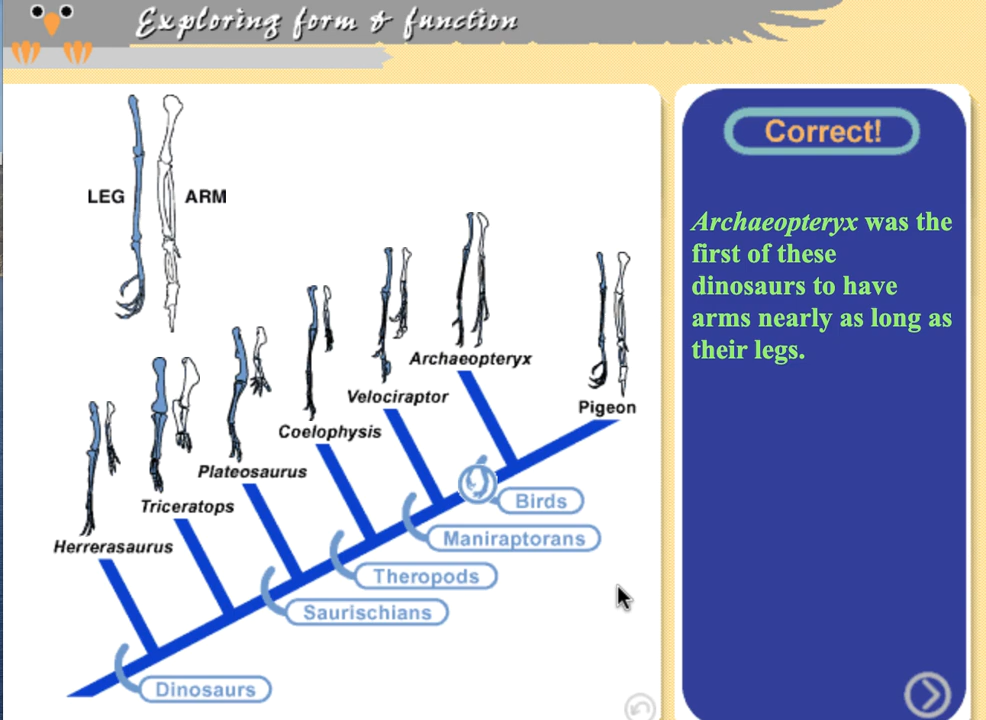 Exploring form & function
LEG
ARM
Archaeopteryx
Velociraptor
Pigeon
Coelophysis
Plateosaurus
Triceratops
Herrerasaurus
Birds
Maniraptorans
Theropods
Saurischians
Dinosaurs
Correct!
Archaeopteryx was the
first of these
dinosaurs to have
arms nearly as long as
their legs.